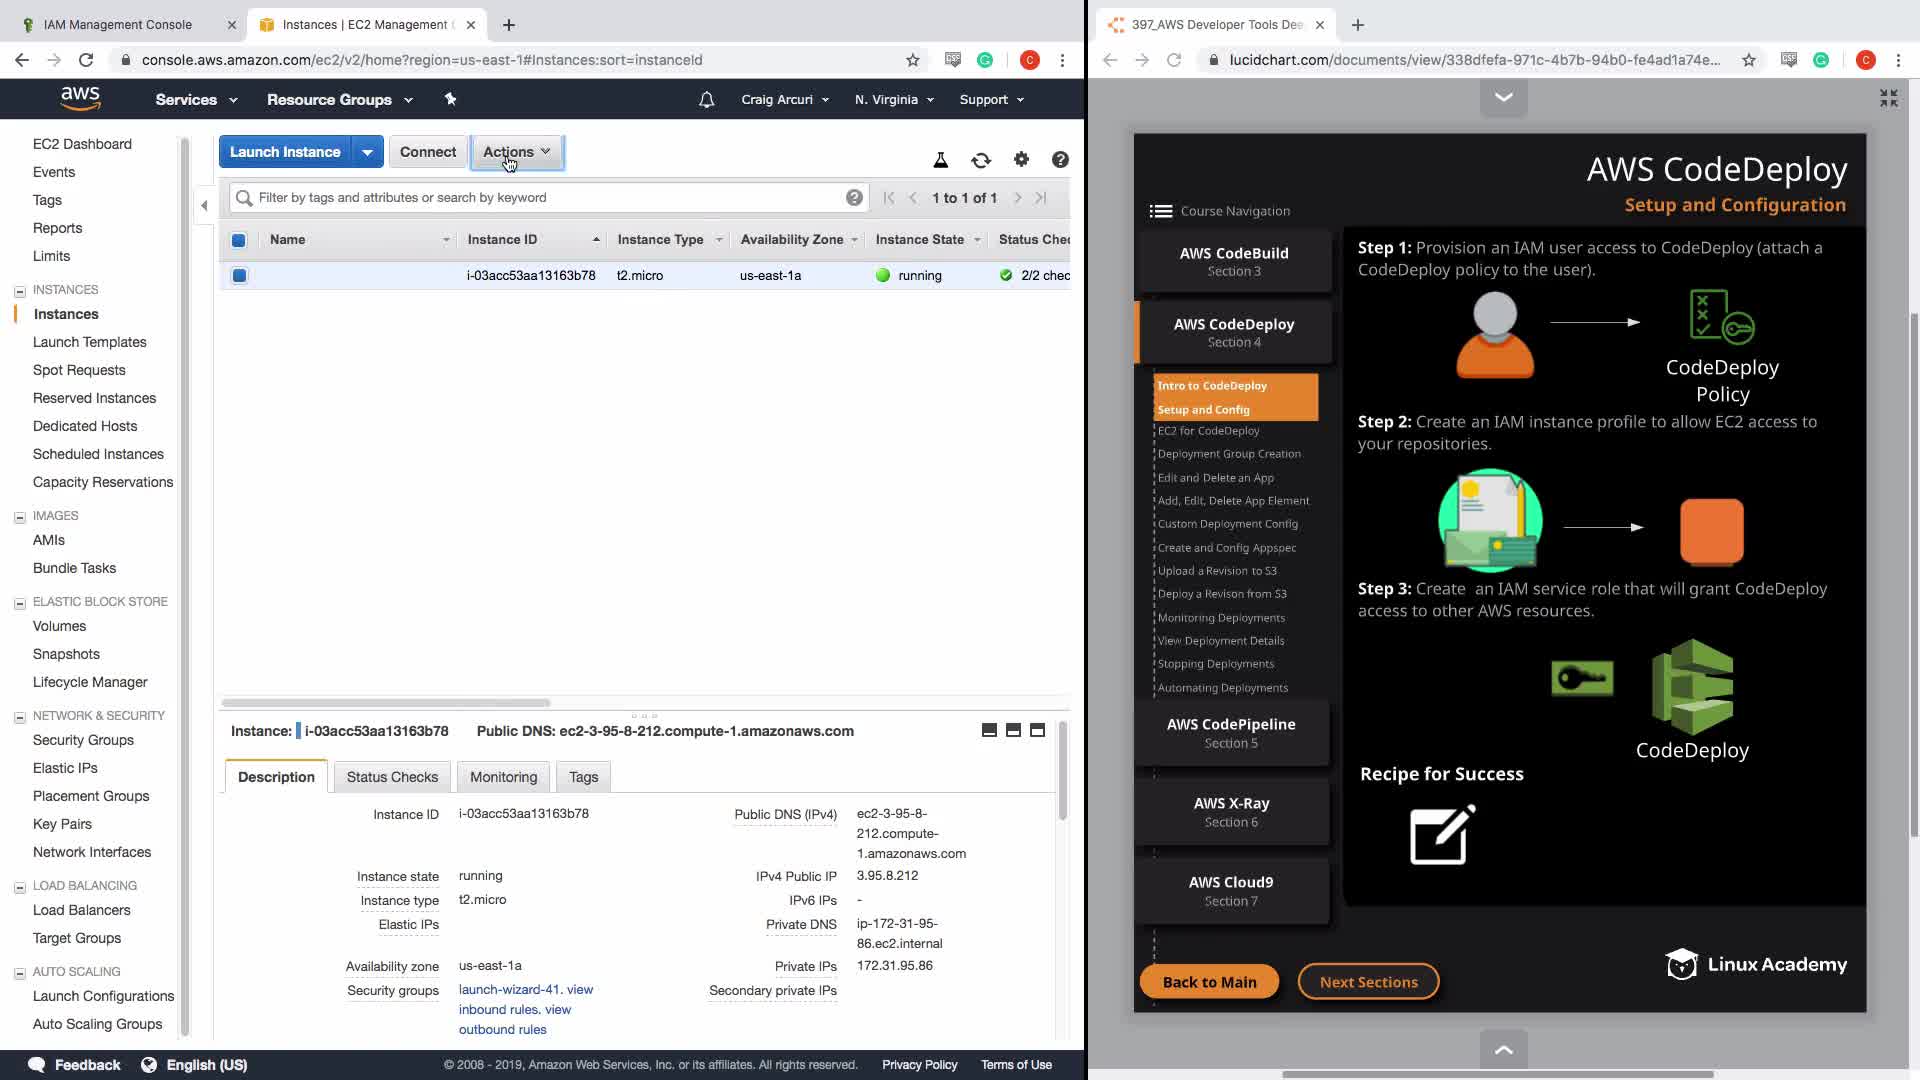 IAM Management Console
Instances | EC2 Management C
397_AWS Developer Tools Dee
console.aws.amazon.com/ec2/v2/home?region=us-east-1#Instances:sort=instanceId
C
lucidchart.com/documents/view/338dfefa-971c-4b7b-94b0-fe4ad1a74e...
C
aws
Services
Resource Groups
Craig Arcuri
N. Virginia
Support
EC2 Dashboard
Events
Tags
Reports
Limits
INSTANCES
Instances
Launch Templates
Spot Requests
Reserved Instances
Dedicated Hosts
Scheduled Instances
Capacity Reservations
IMAGES
AMIs
Bundle Tasks
ELASTIC BLOCK STORE
Volumes
Snapshots
Lifecycle Manager
NETWORK & SECURITY
Security Groups
Elastic IPs
Placement Groups
Key Pairs
Network Interfaces
LOAD BALANCING
Load Balancers
Target Groups
AUTO SCALING
Launch Configurations
Auto Scaling Groups
Launch Instance
Connect
Actions
Filter by tags and attributes or search by keyword
1 to 1 of 1
Name Instance ID Instance Type Availability Zone Instance State Status Chec
i-03acc53aa13163b78 t2.micro us-east-1a running 2/2 chec
Instance: i-03acc53aa13163b78 Public DNS: ec2-3-95-8-212.compute-1.amazonaws.com
Description Status Checks Monitoring Tags
Instance ID i-03acc53aa13163b78
Instance state running
Instance type t2.micro
Elastic IPs
Availability zone us-east-1a
Security groups launch-wizard-41. view
inbound rules. view
outbound rules
Public DNS (IPv4) ec2-3-95-8-
212.compute-
1.amazonaws.com
IPv4 Public IP 3.95.8.212
IPv6 IPs -
Private DNS ip-172-31-95-
86.ec2.internal
Private IPs 172.31.95.86
Secondary private IPs
Feedback
English (US)
© 2008 - 2019, Amazon Web Services, Inc. or its affiliates. All rights reserved.
Privacy Policy
Terms of Use
AWS CodeDeploy
Setup and Configuration
Course Navigation
AWS CodeBuild
Section 3
AWS CodeDeploy
Section 4
Intro to CodeDeploy
Setup and Config
EC2 for CodeDeploy
Deployment Group Creation
Edit and Delete an App
Add, Edit, Delete App Element
Custom Deployment Config
Create and Config Appspec
Upload a Revision to S3
Deploy a Revison from S3
Monitoring Deployments
View Deployment Details
Stopping Deployments
Automating Deployments
AWS CodePipeline
Section 5
AWS X-Ray
Section 6
AWS Cloud9
Section 7
Back to Main
Next Sections
Step 1: Provision an IAM user access to CodeDeploy (attach a
CodeDeploy policy to the user).
CodeDeploy
Policy
Step 2: Create an IAM instance profile to allow EC2 access to
your repositories.
Step 3: Create an IAM service role that will grant CodeDeploy
access to other AWS resources.
CodeDeploy
Recipe for Success
Linux Academy